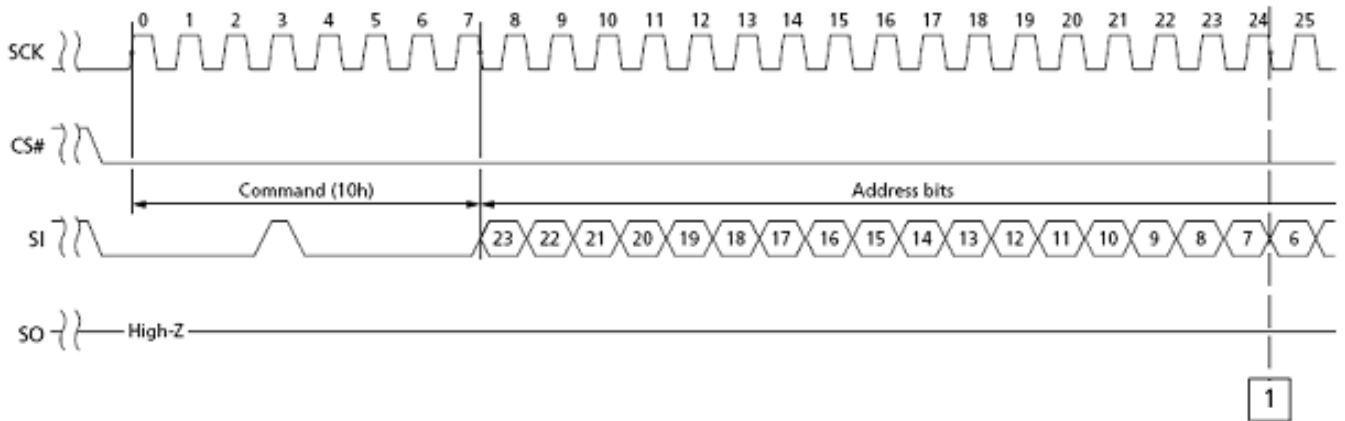 0 1 2 3 4 5 6 7 8 9 10 11 12 13 14 15 16 17 18 19 20 21 22 23 24 25
SCK
CS#
Command (10h) Address bits
SI 23 22 21 20 19 18 17 16 15 14 13 12 11 10 9 8 7 6
SO High-Z
1